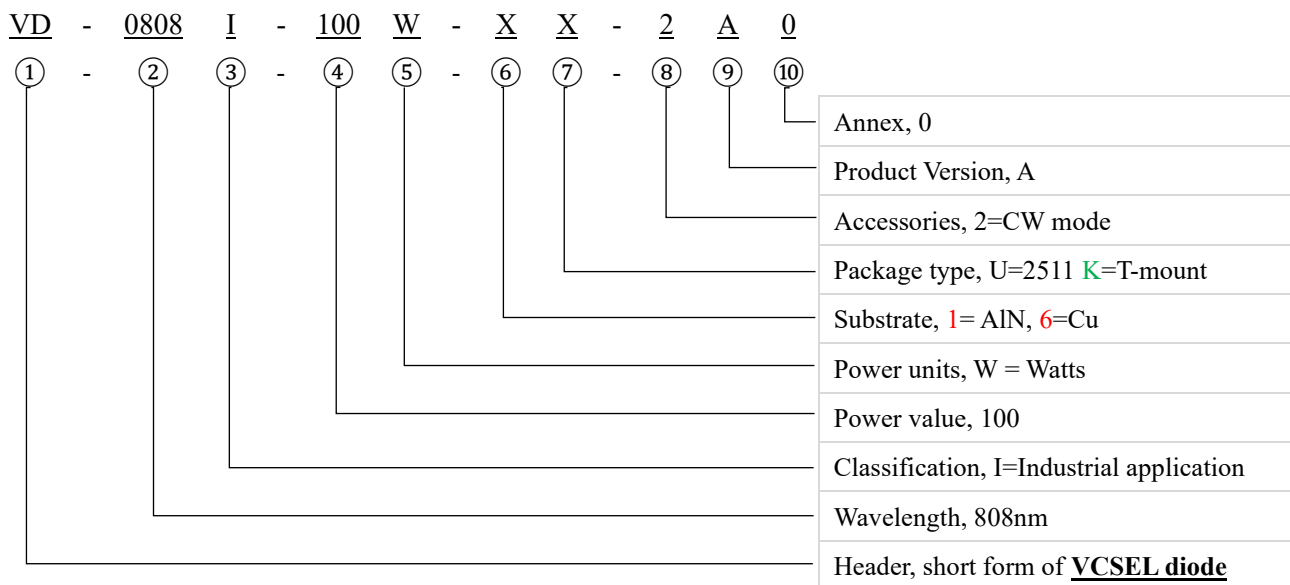 VD - 0808 I - 100 W - X X - 2 A 0
① - ② ③ - ④ ⑤ - ⑥ ⑦ - ⑧ ⑨ ⑩
Annex, 0
Product Version, A
Accessories, 2=CW mode
Package type, U=2511 K=T-mount
Substrate, 1= AlN, 6=Cu
Power units, W = Watts
Power value, 100
Classification, I=Industrial application
Wavelength, 808nm
Header, short form of VCSEL diode